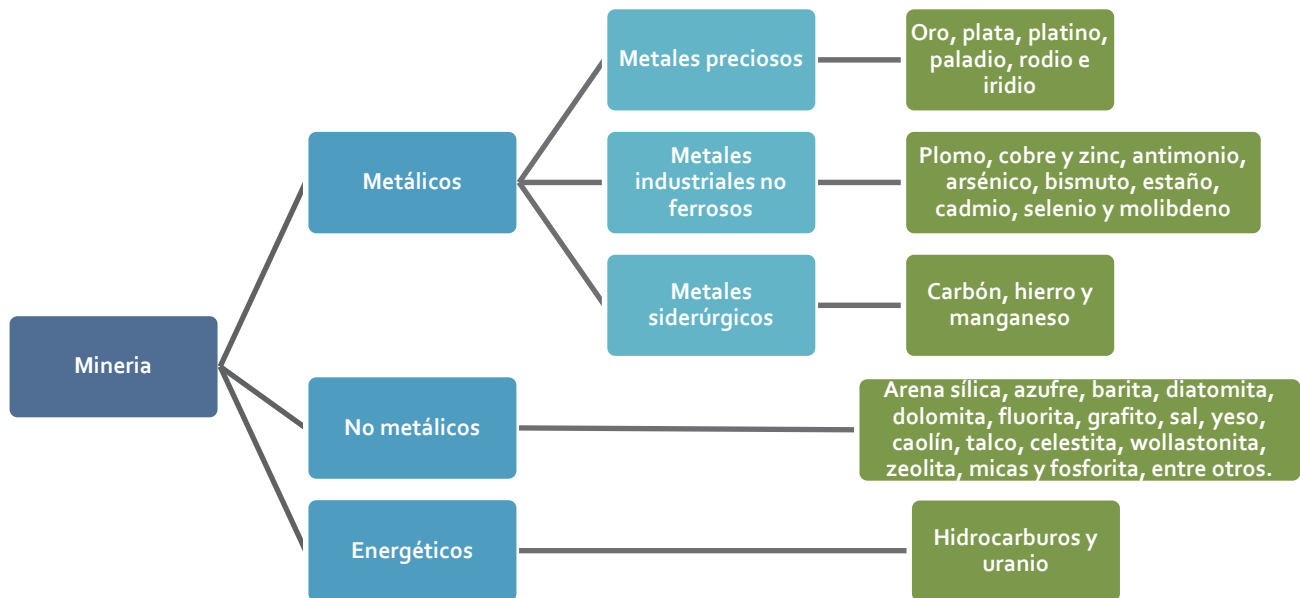 Mineria
Metálicos
Metales preciosos
Oro, plata, platino,
paladio, rodio e
iridio
Metales
industriales no
ferrosos
Plomo, cobre y zinc, antimonio,
arsénico, bismuto, estaño,
cadmio, selenio y molibdeno
Metales
siderúrgicos
Carbón, hierro y
manganeso
No metálicos
Arena sílica, azufre, barita, diatomita,
dolomita, fluorita, grafito, sal, yeso,
caolín, talco, celestita, wollastonita,
zeolita, micas y fosforita, entre otros.
Energéticos
Hidrocarburos y
uranio